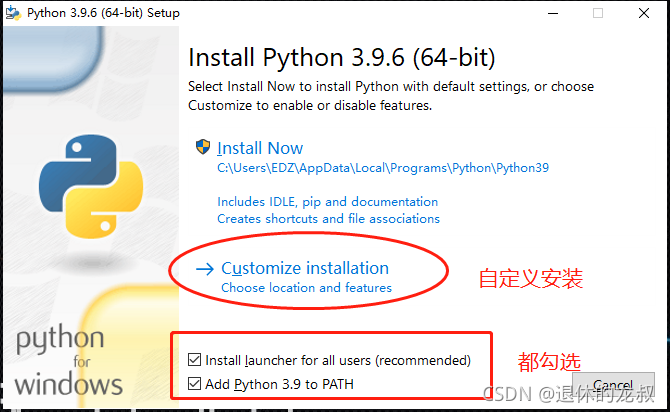 Python 3.9.6 (64-bit) Setup
Install Python 3.9.6 (64-bit)
Select Install Now to install Python with default settings, or choose
Customize to enable or disable features.
Install Now
C:\Users\EDZ\AppData\Local\Programs\Python\Python39
Includes IDLE, pip and documentation
Creates shortcuts and file associations
Customize installation
Choose location and features
自定义安装
python
for
windows
Install launcher for all users (recommended)
Add Python 3.9 to PATH
都勾选
Cancel
CSDN @退休的龙叔